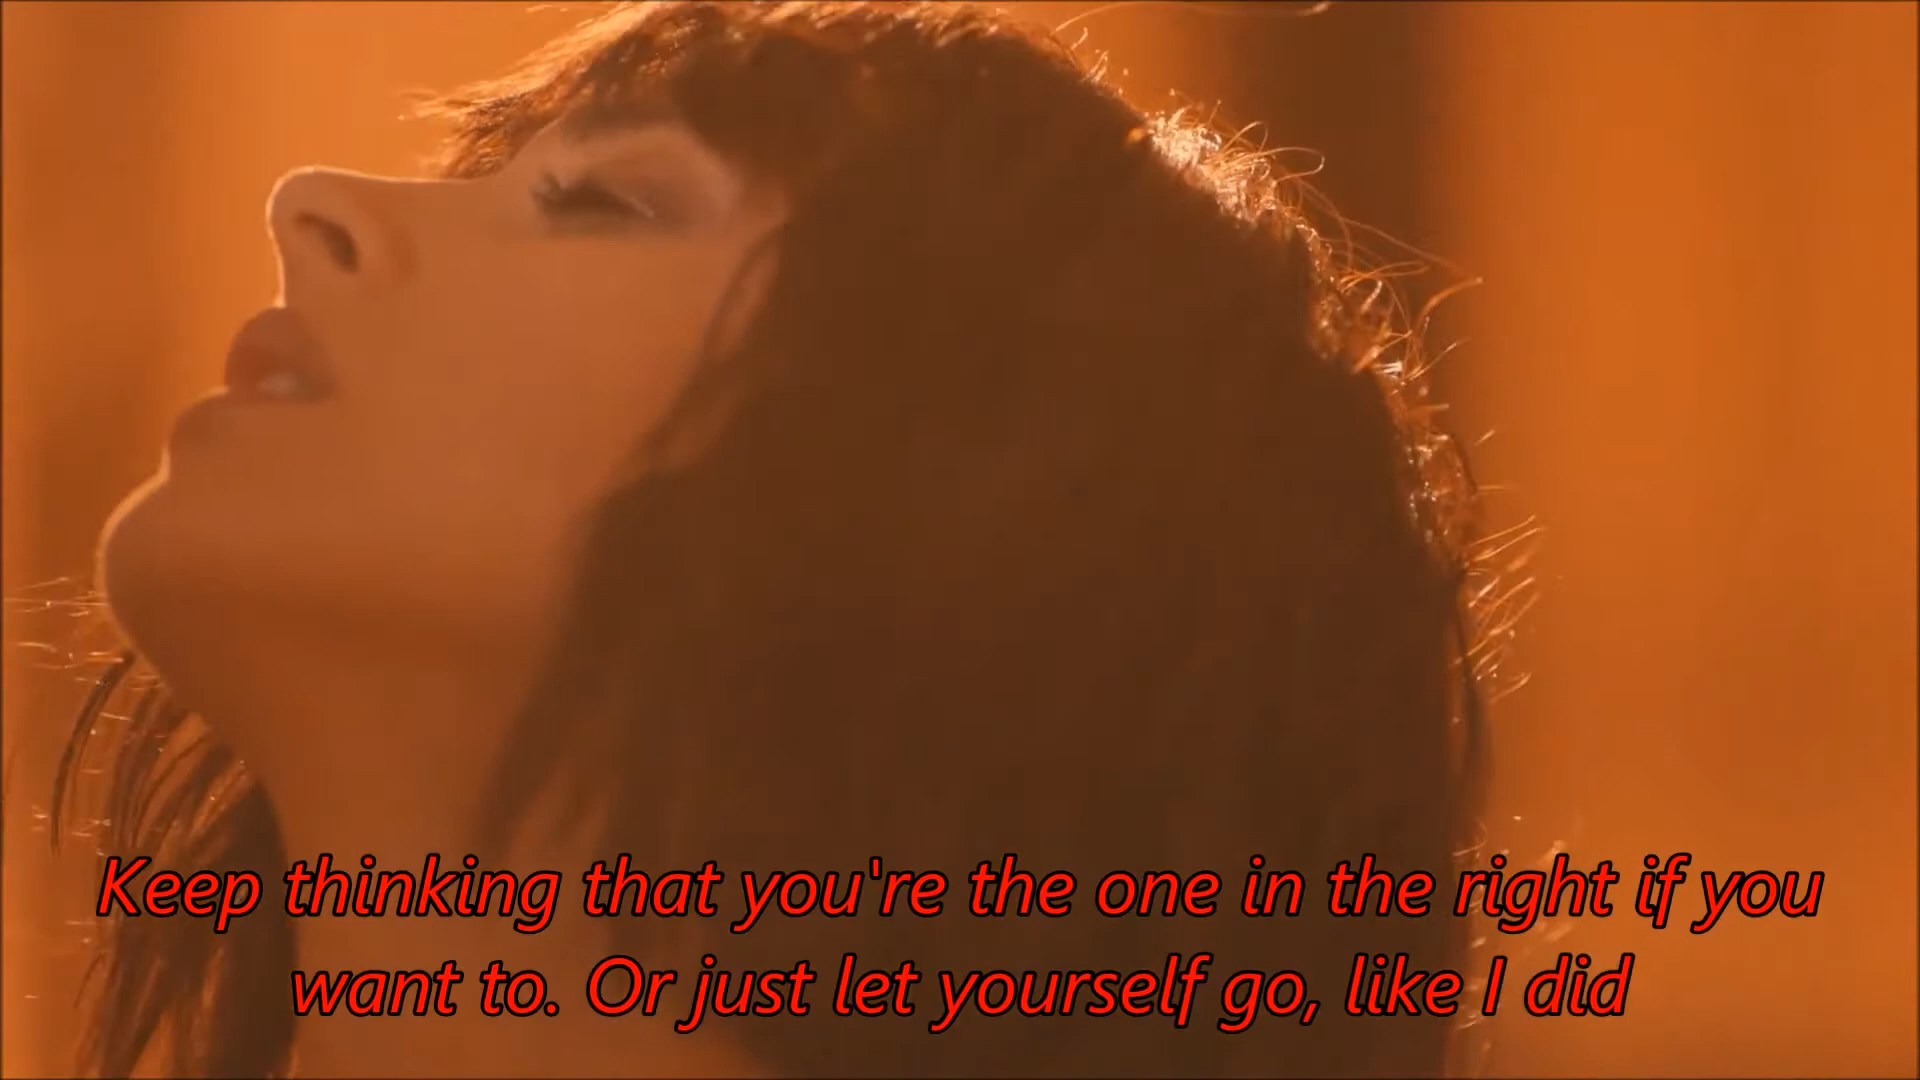 Keep thinking that you're the one in the right if you
want to. Or just let yourself go, like I did